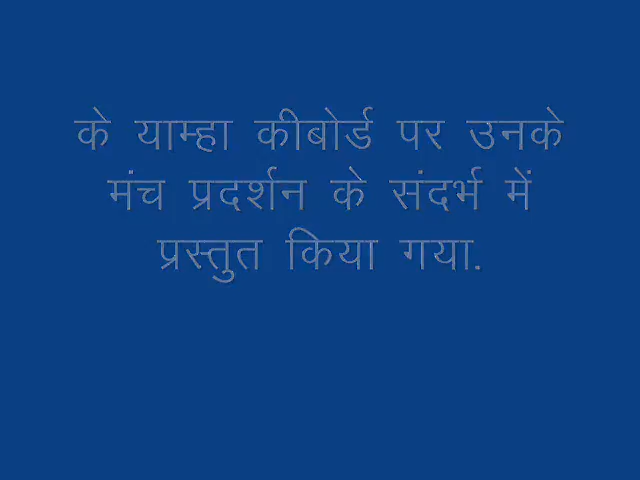 के याम्हा कीबोर्ड पर उनके
मंच प्रदर्शन के संदर्भ में
प्रस्तुत किया गया.